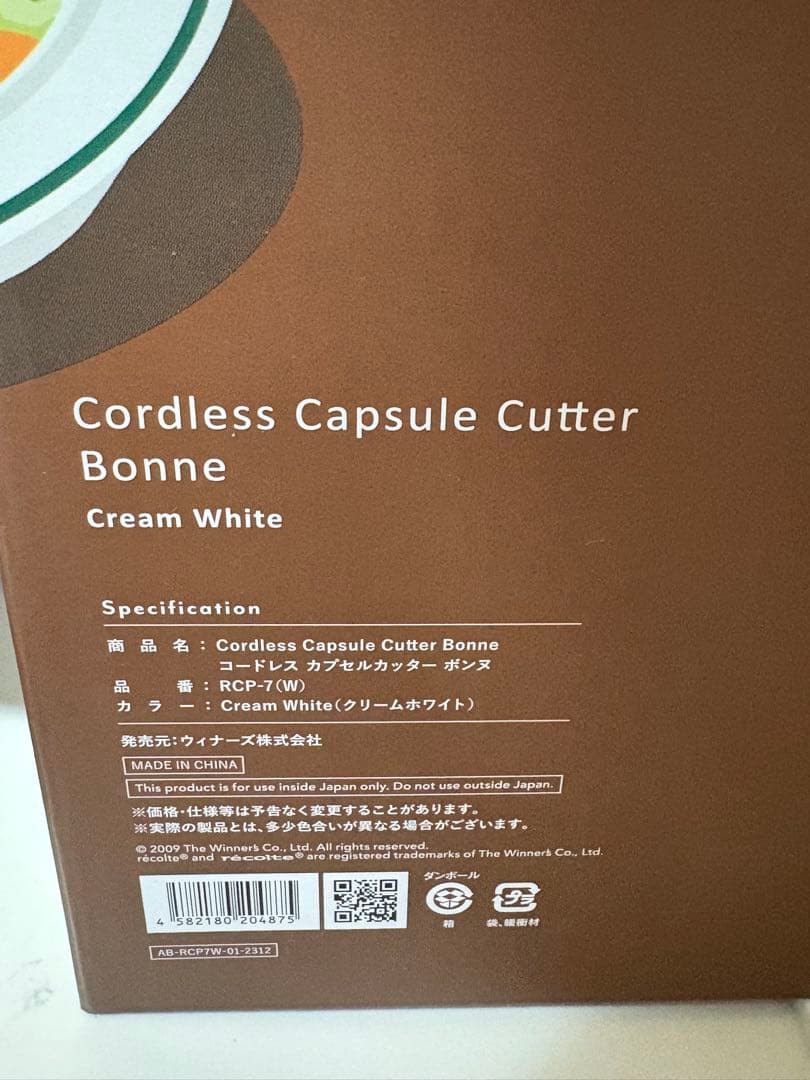 Cordless Capsule Cutter
Bonne
Cream White
Specification
商品名：Cordless Capsule Cutter Bonne
コードレス カプセルカッター ボンヌ
品番：RCP-7(W)
カラー：Cream White(クリームホワイト)
発売元：ウィナーズ株式会社
MADE IN CHINA
This product is for use inside Japan only. Do not use outside Japan.
※価格・仕様等は予告なく変更することがあります。
※実際の製品とは、多少色合いが異なる場合がございます。
© 2009 The Winner's Co., Ltd. All rights reserved.
récolte® and récolte® are registered trademarks of The Winner's Co., Ltd.
ダンボール
箱
プラ
袋、緩衝材
4 582180 204875
AB-RCP7W-01-2312